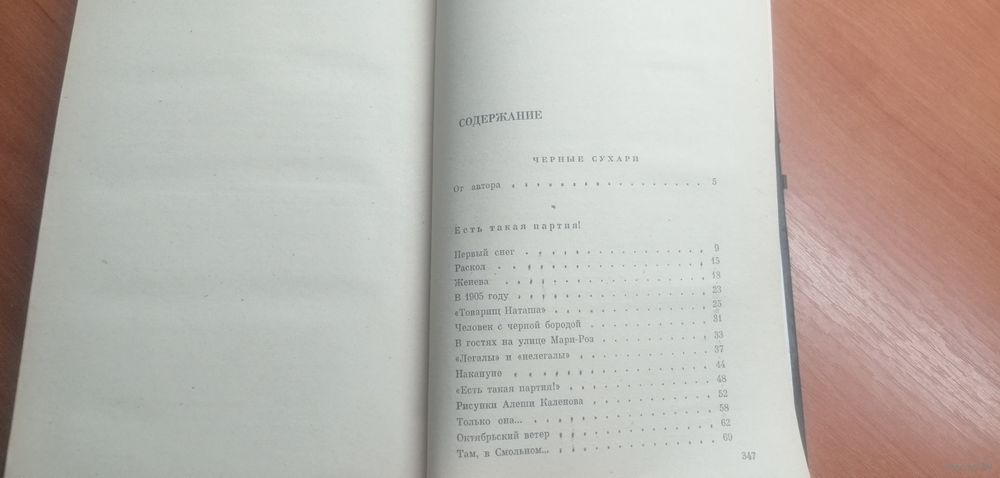 СОДЕРЖАНИЕ
ЧЕРНЫЕ СУХАРИ
От автора . . . . . . . . . . . . . . . . 5
Есть такая партия!
Первый снег . . . . . . . . . . . . . . . 9
Раскол . . . . . . . . . . . . . . . . . 15
Женева . . . . . . . . . . . . . . . . . 18
В 1905 году . . . . . . . . . . . . . . . 23
«Товарищ Наташа» . . . . . . . . . . . . 25
Человек с черной бородой . . . . . . . . 31
В гостях на улице Мари-Роз . . . . . . . 33
«Легалы» и «нелегалы» . . . . . . . . . . 37
Накануне . . . . . . . . . . . . . . . . 44
«Есть такая партия!» . . . . . . . . . . 48
Рисунки Алеши Каленова . . . . . . . . . 52
Только она... . . . . . . . . . . . . . . 58
Октябрьский ветер . . . . . . . . . . . . 62
Там, в Смольном... . . . . . . . . . . . 69
347